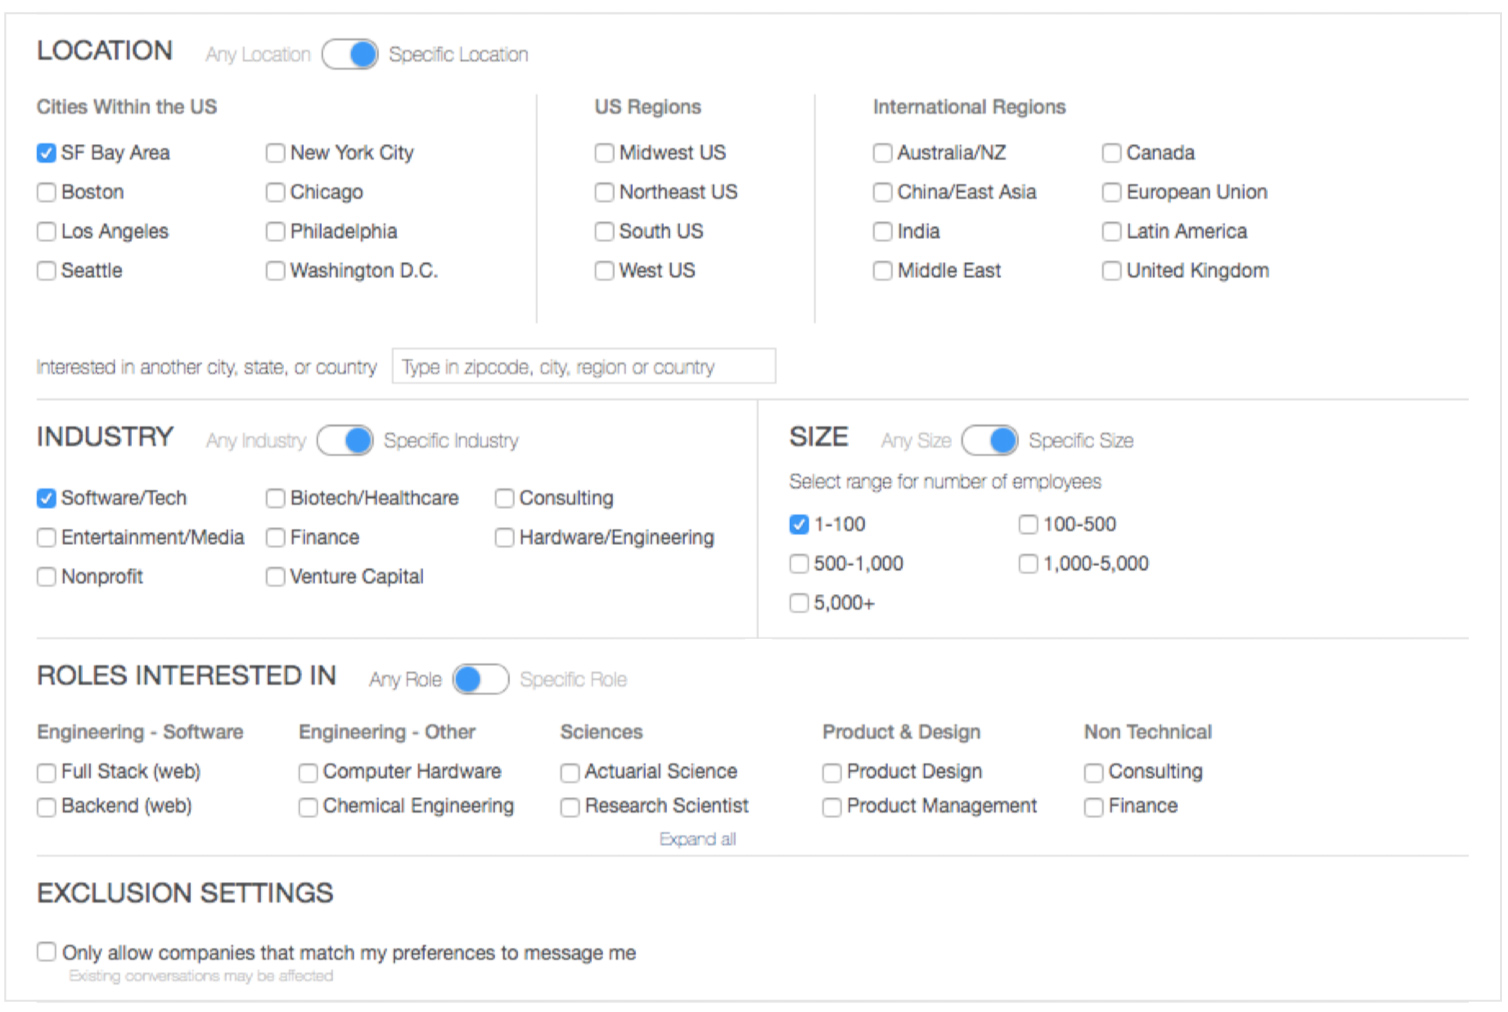 LOCATION Any Location Specific Location
Cities Within the US US Regions International Regions
SF Bay Area New York City Midwest US Australia/NZ Canada
Boston Chicago Northeast US China/East Asia European Union
Los Angeles Philadelphia South US India Latin America
Seattle Washington D.C. West US Middle East United Kingdom
Interested in another city, state, or country Type in zipcode, city, region or country
INDUSTRY Any Industry Specific Industry
Software/Tech Biotech/Healthcare Consulting
Entertainment/Media Finance Hardware/Engineering
Nonprofit Venture Capital
SIZE Any Size Specific Size
Select range for number of employees
1-100 100-500
500-1,000 1,000-5,000
5,000+
ROLES INTERESTED IN Any Role Specific Role
Engineering - Software Engineering - Other Sciences Product & Design Non Technical
Full Stack (web) Computer Hardware Actuarial Science Product Design Consulting
Backend (web) Chemical Engineering Research Scientist Product Management Finance
Expand all
EXCLUSION SETTINGS
Only allow companies that match my preferences to message me
Existing conversations may be affected